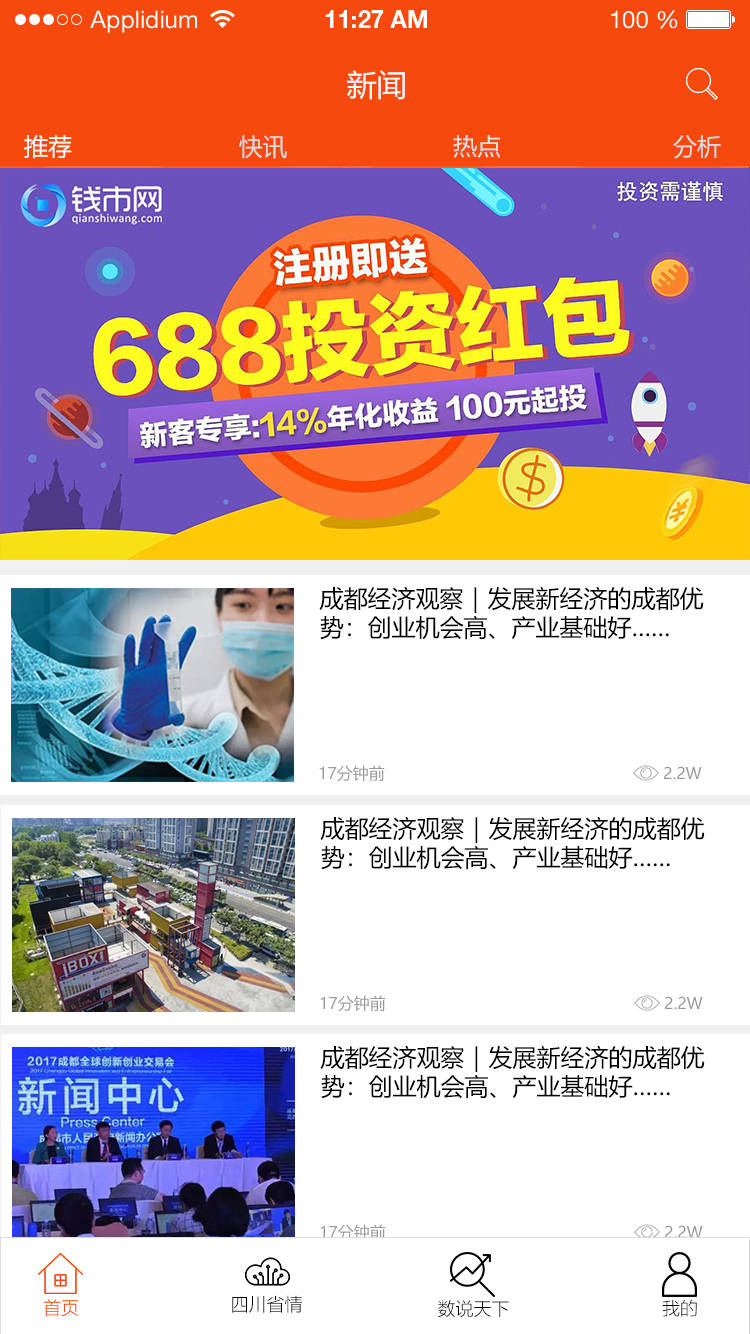 Applidium 11:27 AM 100 %
新闻
推荐 快讯 热点 分析
钱市网
qianshiwang.com
投资需谨慎
注册即送
688投资红包
新客专享:14%年化收益 100元起投
成都经济观察｜发展新经济的成都优
势：创业机会高、产业基础好......
17分钟前 2.2W
iBOX
成都经济观察｜发展新经济的成都优
势：创业机会高、产业基础好......
17分钟前 2.2W
2017成都全球创新创业交易会
新闻中心
Press Center
成都经济观察｜发展新经济的成都优
势：创业机会高、产业基础好......
17分钟前 2.2W
首页 四川省情 数说天下 我的